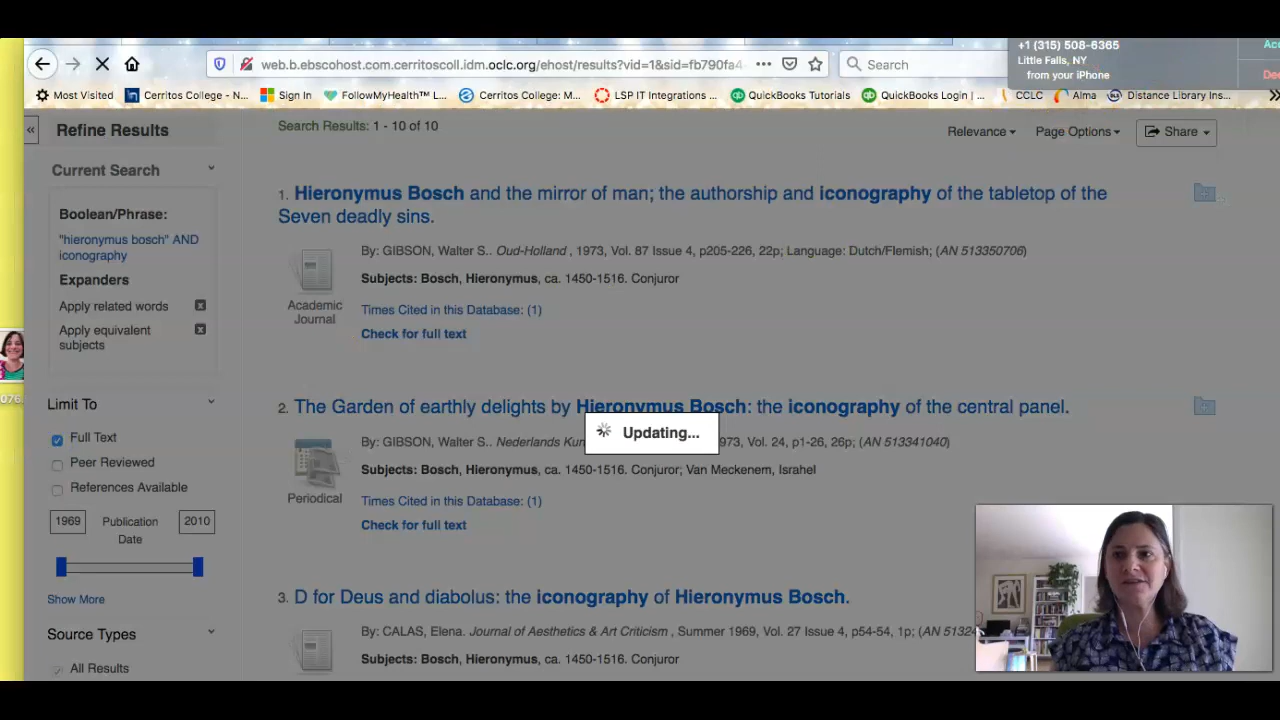 +1 (315) 508-6365
Little Falls, NY
from your iPhone
web.b.ebscohost.com.cerritoscoll.idm.oclc.org/ehost/results?vid=1&sid=fb790fa4-
Search
Most Visited
Cerritos College - N...
Sign In
FollowMyHealth™ L...
Cerritos College: M...
LSP IT Integrations ...
QuickBooks Tutorials
QuickBooks Login | ...
CCLC
Alma
Distance Library Ins...
Refine Results
Search Results: 1 - 10 of 10
Relevance
Page Options
Share
Current Search
Boolean/Phrase:
"hieronymus bosch" AND
iconography
Expanders
Apply related words
Apply equivalent
subjects
Limit To
Full Text
Peer Reviewed
References Available
1969
Publication
Date
2010
Show More
Source Types
All Results
1. Hieronymus Bosch and the mirror of man; the authorship and iconography of the tabletop of the
Seven deadly sins.
By: GIBSON, Walter S.. Oud-Holland , 1973, Vol. 87 Issue 4, p205-226, 22p; Language: Dutch/Flemish; (AN 513350706)
Subjects: Bosch, Hieronymus, ca. 1450-1516. Conjuror
Academic
Journal
Times Cited in this Database: (1)
Check for full text
2. The Garden of earthly delights by Hieronymus Bosch: the iconography of the central panel.
By: GIBSON, Walter S.. Nederlands Kun
973, Vol. 24, p1-26, 26p; (AN 513341040)
Updating...
Subjects: Bosch, Hieronymus, ca. 1450-1516. Conjuror; Van Meckenem, Israhel
Periodical
Times Cited in this Database: (1)
Check for full text
3. D for Deus and diabolus: the iconography of Hieronymus Bosch.
By: CALAS, Elena. Journal of Aesthetics & Art Criticism , Summer 1969, Vol. 27 Issue 4, p54-54, 1p; (AN 5132
Subjects: Bosch, Hieronymus, ca. 1450-1516. Conjuror